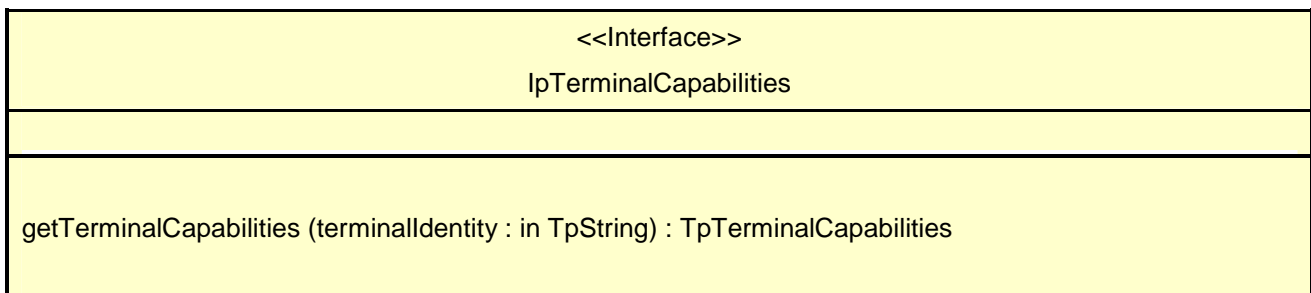 <<Interface>>
IpTerminalCapabilities
getTerminalCapabilities (terminalIdentity : in TpString) : TpTerminalCapabilities